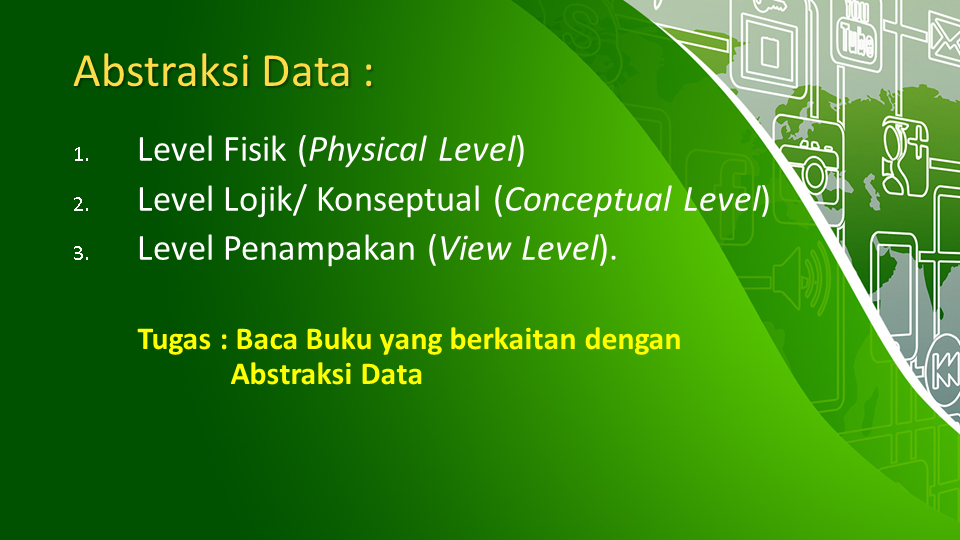 Abstraksi Data :
1. Level Fisik (Physical Level)
2. Level Lojik/ Konseptual (Conceptual Level)
3. Level Penampakan (View Level).
Tugas : Baca Buku yang berkaitan dengan
Abstraksi Data
You
Tube